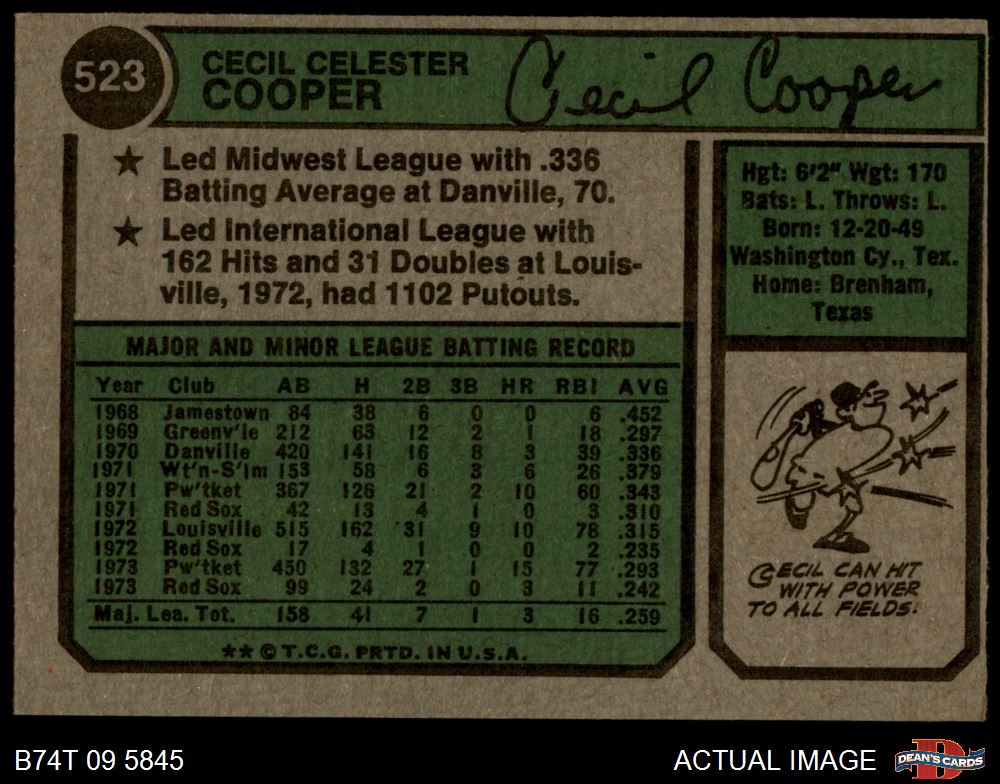 523
CECIL CELESTER
COOPER
Cecil Cooper
★ Led Midwest League with .336
Batting Average at Danville, 70.
★ Led International League with
162 Hits and 31 Doubles at Louis-
ville, 1972, had 1102 Putouts.
Hgt: 6'2" Wgt: 170
Bats: L. Throws: L.
Born: 12-20-49
Washington Cy., Tex.
Home: Brenham,
Texas
MAJOR AND MINOR LEAGUE BATTING RECORD
Year Club AB H 2B 3B HR RBI AVG
1968 Jamestown 84 38 6 0 0 6 .452
1969 Greenv'le 212 63 12 2 1 18 .297
1970 Danville 420 141 16 8 3 39 .336
1971 Wt'n-S'lm 153 58 6 3 6 26 .379
1971 Pw'tket 367 126 21 2 10 60 .343
1971 Red Sox 42 13 4 1 0 3 .310
1972 Louisville 515 162 31 9 10 78 .315
1972 Red Sox 17 4 1 0 0 2 .235
1973 Pw'tket 450 132 27 1 15 77 .293
1973 Red Sox 99 24 2 0 3 11 .242
Maj. Lea. Tot. 158 41 7 1 3 16 .259
** © T.C.G. PRTD. IN U.S.A.
CECIL CAN HIT
WITH POWER
TO ALL FIELDS.
B74T 09 5845
ACTUAL IMAGE
D
DEAN'S CARDS